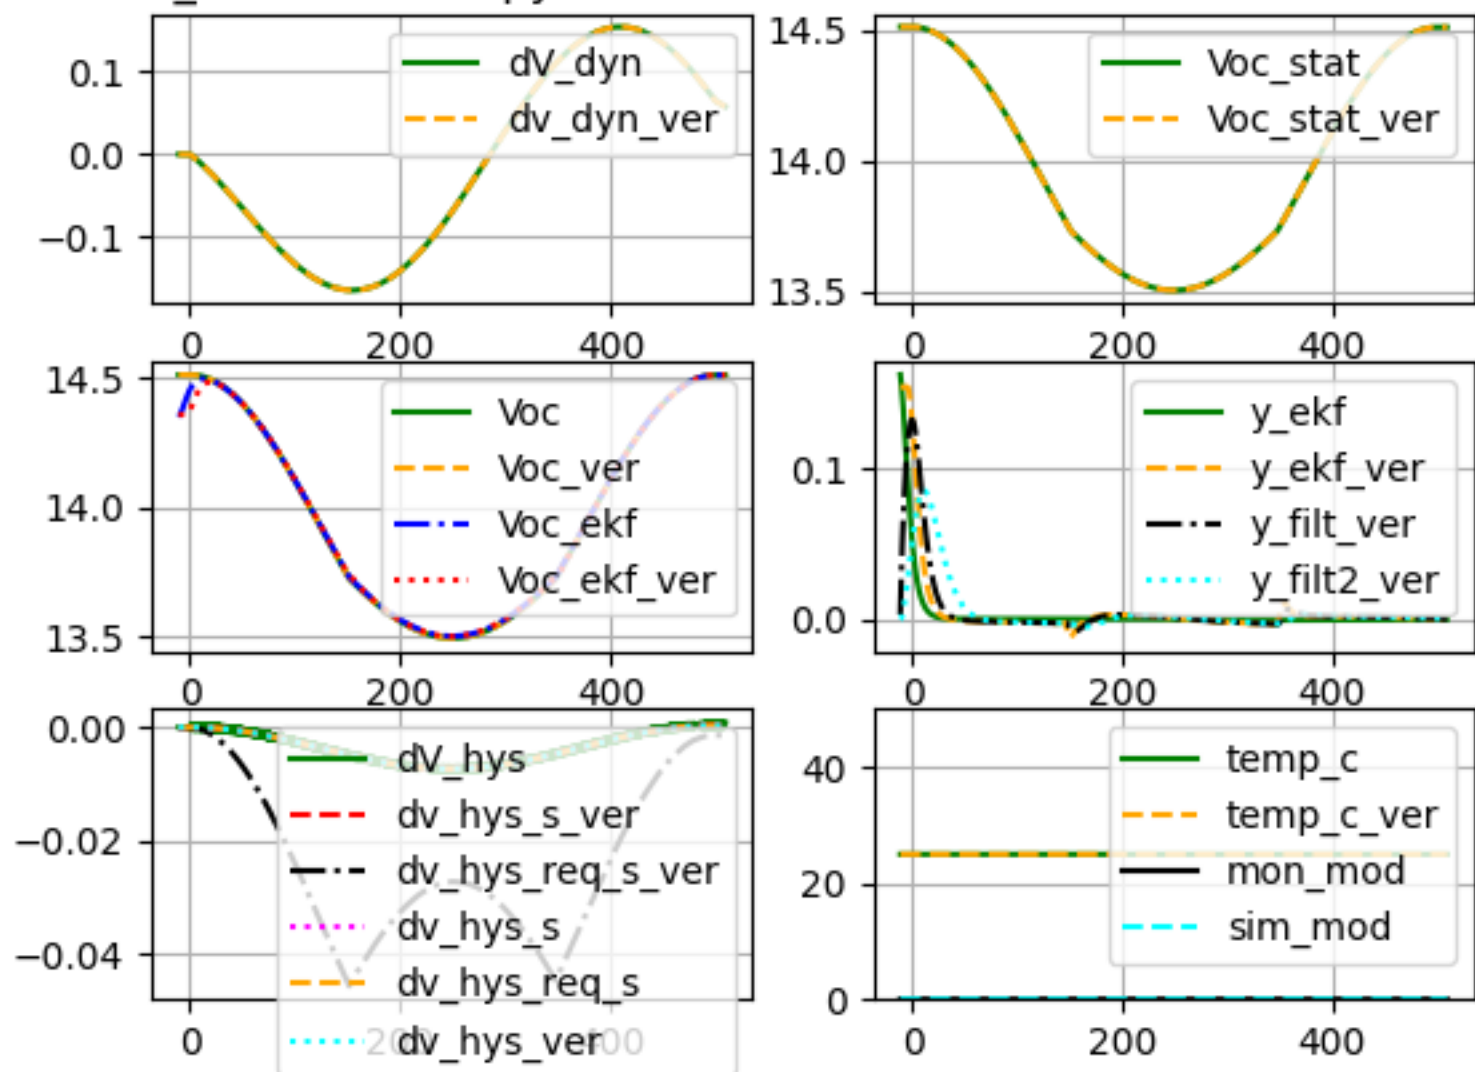 0.1
0.0
−0.1
dV_dyn
dv_dyn_ver
0 200 400
14.5
14.0
13.5
Voc_stat
Voc_stat_ver
0 200 400
14.5
14.0
13.5
Voc
Voc_ver
Voc_ekf
Voc_ekf_ver
0 200 400
0.1
0.0
y_ekf
y_ekf_ver
y_filt_ver
y_filt2_ver
0 200 400
0.00
−0.02
−0.04
dV_hys
dv_hys_s_ver
dv_hys_req_s_ver
dv_hys_s
dv_hys_req_s
dv_hys_ver
0 200 400
40
20
0
temp_c
temp_c_ver
mon_mod
sim_mod
0 200 400